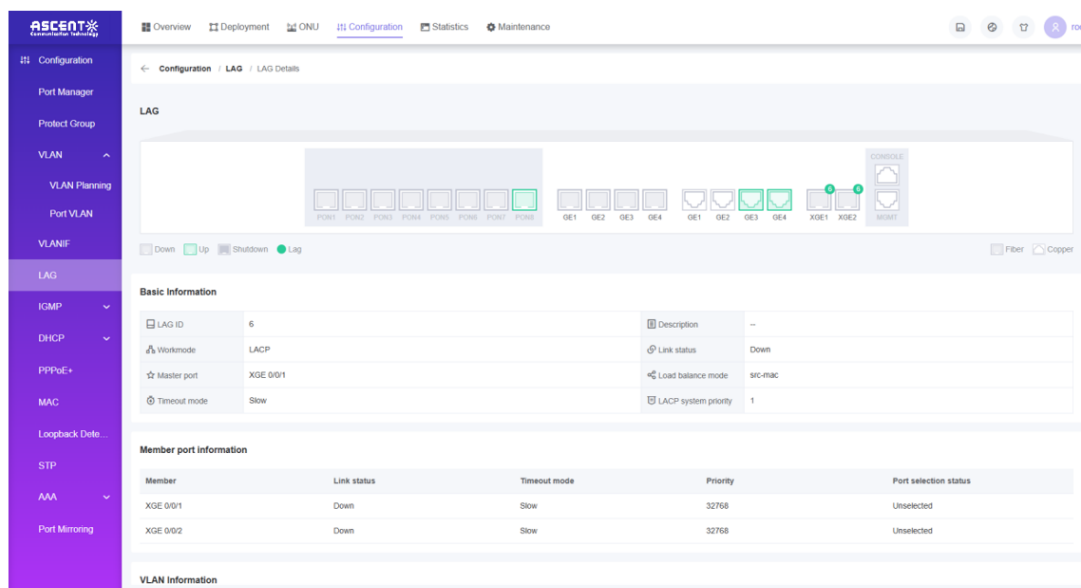 ASCENT
Communication Technology
Overview Deployment ONU Configuration Statistics Maintenance
Configuration
Port Manager
Protect Group
VLAN
VLAN Planning
Port VLAN
VLANIF
LAG
IGMP
DHCP
PPPoE+
MAC
Loopback Dete...
STP
AAA
Port Mirroring
← Configuration / LAG / LAG Details
LAG
CONSOLE
6 6
PON1 PON2 PON3 PON4 PON5 PON6 PON7 PON8 GE1 GE2 GE3 GE4 GE1 GE2 GE3 GE4 XGE1 XGE2 MGMT
Down Up Shutdown Lag Fiber Copper
Basic Information
LAG ID 6 Description --
Workmode LACP Link status Down
Master port XGE 0/0/1 Load balance mode src-mac
Timeout mode Slow LACP system priority 1
Member port information
Member Link status Timeout mode Priority Port selection status
XGE 0/0/1 Down Slow 32768 Unselected
XGE 0/0/2 Down Slow 32768 Unselected
VLAN Information